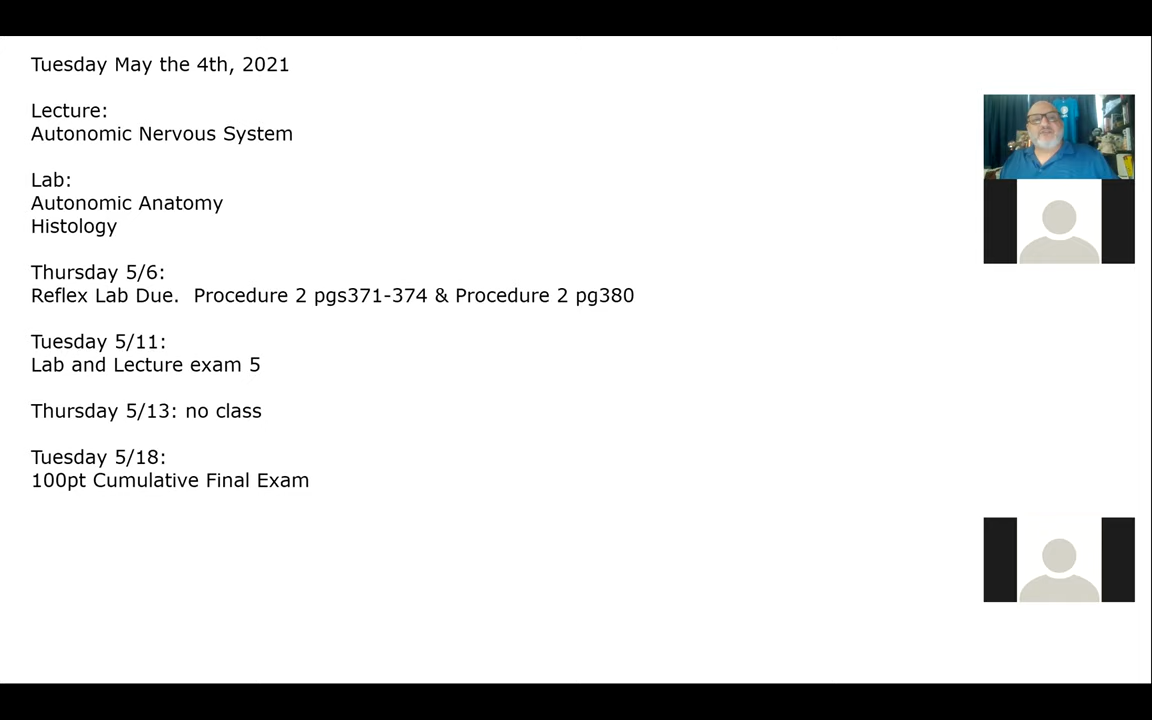 Tuesday May the 4th, 2021
Lecture:
Autonomic Nervous System
Lab:
Autonomic Anatomy
Histology
Thursday 5/6:
Reflex Lab Due.  Procedure 2 pgs371-374 & Procedure 2 pg380
Tuesday 5/11:
Lab and Lecture exam 5
Thursday 5/13: no class
Tuesday 5/18:
100pt Cumulative Final Exam